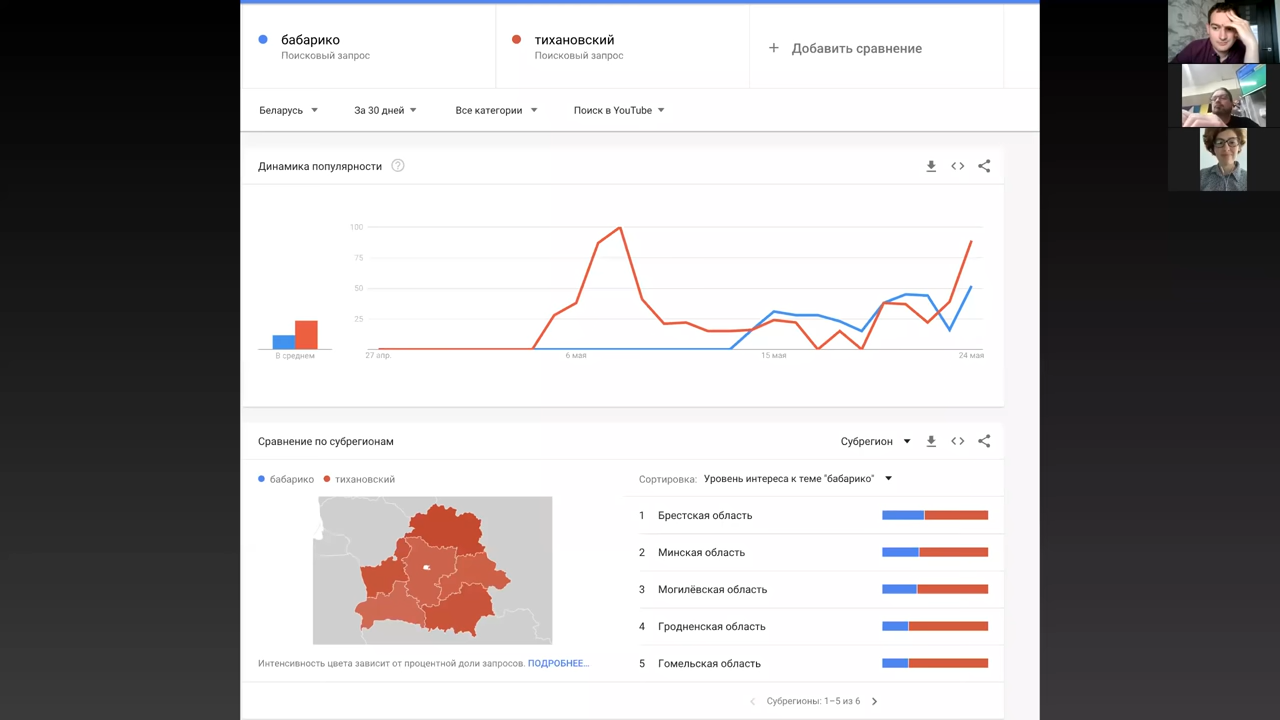 бабарико
Поисковый запрос
тихановский
Поисковый запрос
+ Добавить сравнение
Беларусь
За 30 дней
Все категории
Поиск в YouTube
Динамика популярности
100
75
50
25
В среднем
27 апр.
6 мая
15 мая
24 мая
Сравнение по субрегионам
Субрегион
бабарико
тихановский
Сортировка: Уровень интереса к теме "бабарико"
1 Брестская область
2 Минская область
3 Могилёвская область
4 Гродненская область
5 Гомельская область
Интенсивность цвета зависит от процентной доли запросов. ПОДРОБНЕЕ...
Субрегионы: 1–5 из 6